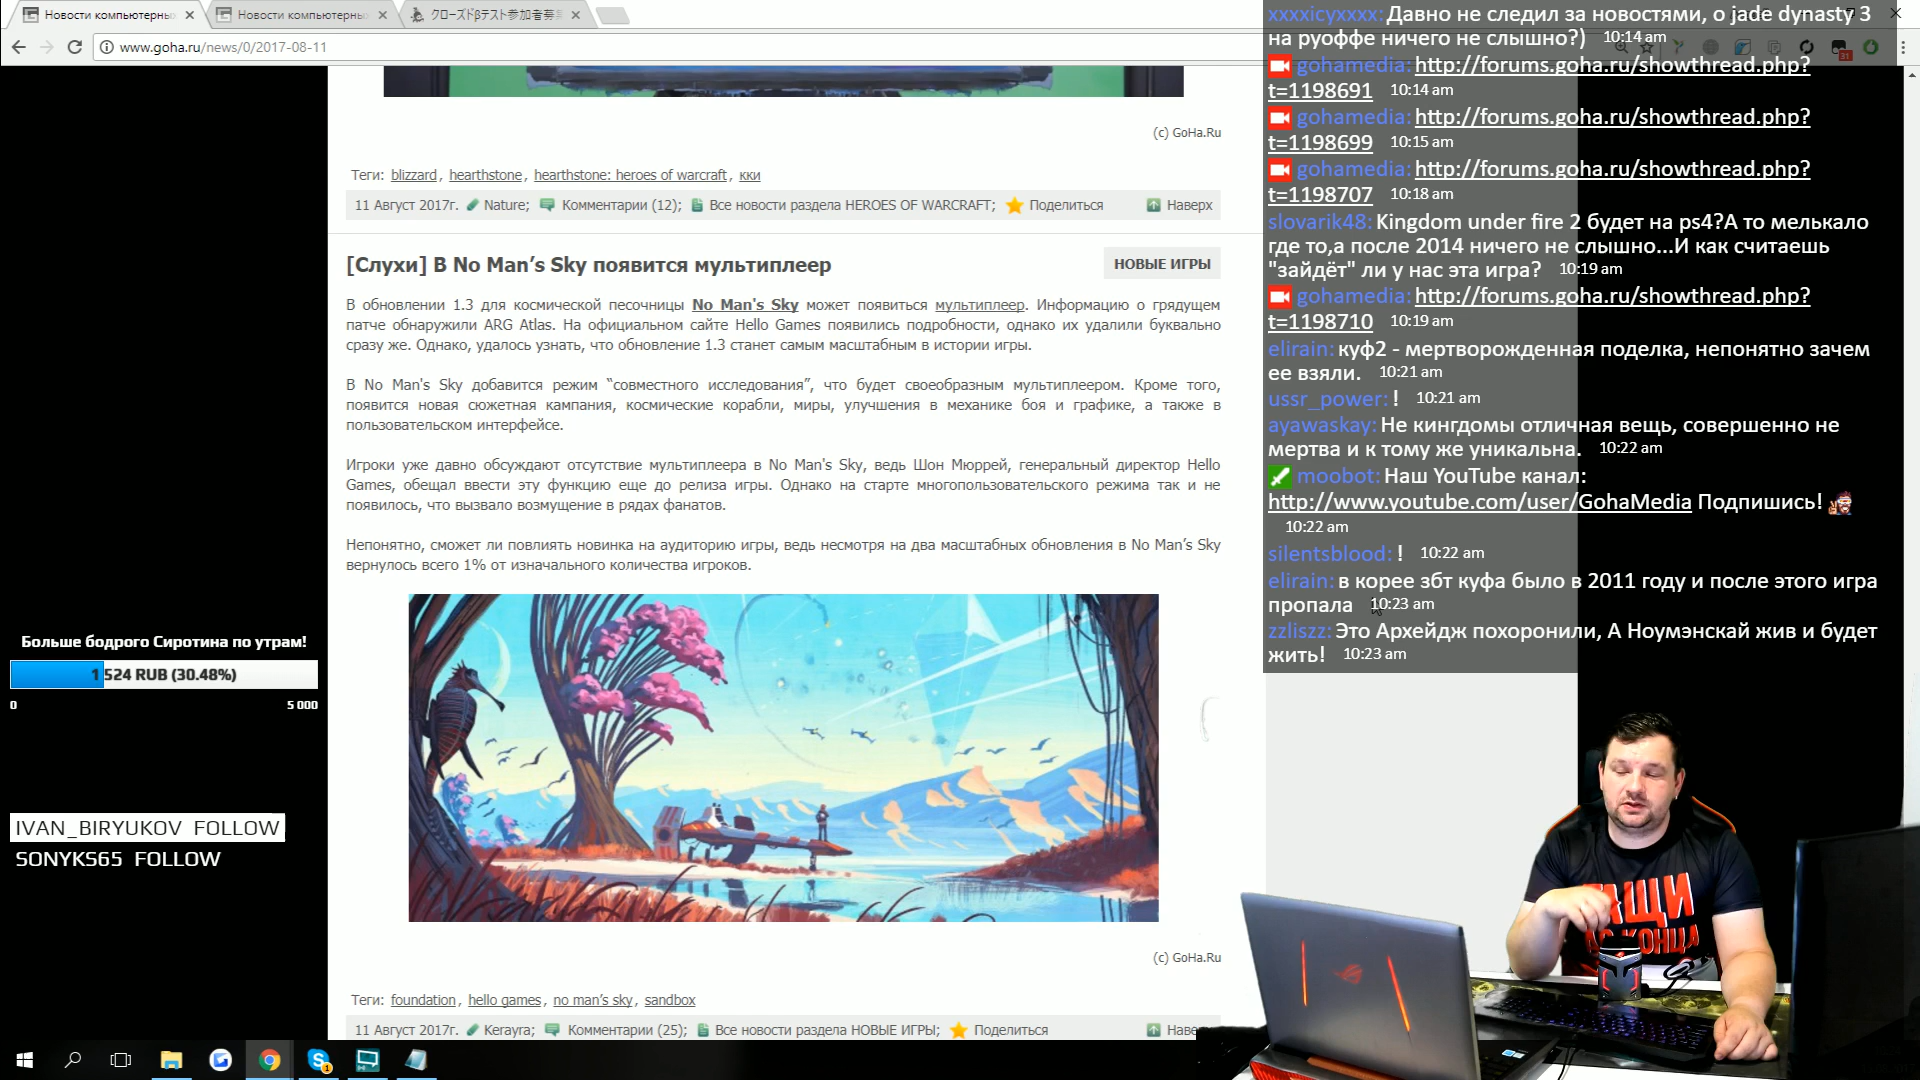 Новости компьютерны
Новости компьютерны
クローズドβテスト参加者募
www.goha.ru/news/0/2017-08-11
(c) GoHa.Ru
Теги: blizzard, hearthstone, hearthstone: heroes of warcraft, кки
11 Август 2017г. Nature; Комментарии (12); Все новости раздела HEROES OF WARCRAFT; Поделиться Наверх
[Слухи] В No Man’s Sky появится мультиплеер
НОВЫЕ ИГРЫ
В обновлении 1.3 для космической песочницы No Man's Sky может появиться мультиплеер. Информацию о грядущем
патче обнаружили ARG Atlas. На официальном сайте Hello Games появились подробности, однако их удалили буквально
сразу же. Однако, удалось узнать, что обновление 1.3 станет самым масштабным в истории игры.
В No Man's Sky добавится режим “совместного исследования”, что будет своеобразным мультиплеером. Кроме того,
появится новая сюжетная кампания, космические корабли, миры, улучшения в механике боя и графике, а также в
пользовательском интерфейсе.
Игроки уже давно обсуждают отсутствие мультиплеера в No Man's Sky, ведь Шон Мюррей, генеральный директор Hello
Games, обещал ввести эту функцию еще до релиза игры. Однако на старте многопользовательского режима так и не
появилось, что вызвало возмущение в рядах фанатов.
Непонятно, сможет ли повлиять новинка на аудиторию игры, ведь несмотря на два масштабных обновления в No Man’s Sky
вернулось всего 1% от изначального количества игроков.
(c) GoHa.Ru
Теги: foundation, hello games, no man’s sky, sandbox
11 Август 2017г. Kerayra; Комментарии (25); Все новости раздела НОВЫЕ ИГРЫ; Поделиться Наве
Больше бодрого Сиротина по утрам!
1 524 RUB (30.48%)
0 5 000
IVAN_BIRYUKOV FOLLOW
SONYKS65 FOLLOW
xxxxicyxxxx: Давно не следил за новостями, о jade dynasty 3
на руоффе ничего не слышно?) 10:14 am
gohamedia: http://forums.goha.ru/showthread.php?
t=1198691 10:14 am
gohamedia: http://forums.goha.ru/showthread.php?
t=1198699 10:15 am
gohamedia: http://forums.goha.ru/showthread.php?
t=1198707 10:18 am
slovarik48: Kingdom under fire 2 будет на ps4?А то мелькало
где то,а после 2014 ничего не слышно...И как считаешь
"зайдёт" ли у нас эта игра? 10:19 am
gohamedia: http://forums.goha.ru/showthread.php?
t=1198710 10:19 am
elirain: куф2 - мертворожденная поделка, непонятно зачем
ее взяли. 10:21 am
ussr_power: ! 10:21 am
ayawaskay: Не кингдомы отличная вещь, совершенно не
мертва и к тому же уникальна. 10:22 am
moobot: Наш YouTube канал:
http://www.youtube.com/user/GohaMedia Подпишись!
10:22 am
silentsblood: ! 10:22 am
elirain: в корее збт куфа было в 2011 году и после этого игра
пропала 10:23 am
zzliszz: Это Архейдж похоронили, А Ноумэнскай жив и будет
жить! 10:23 am
31
1